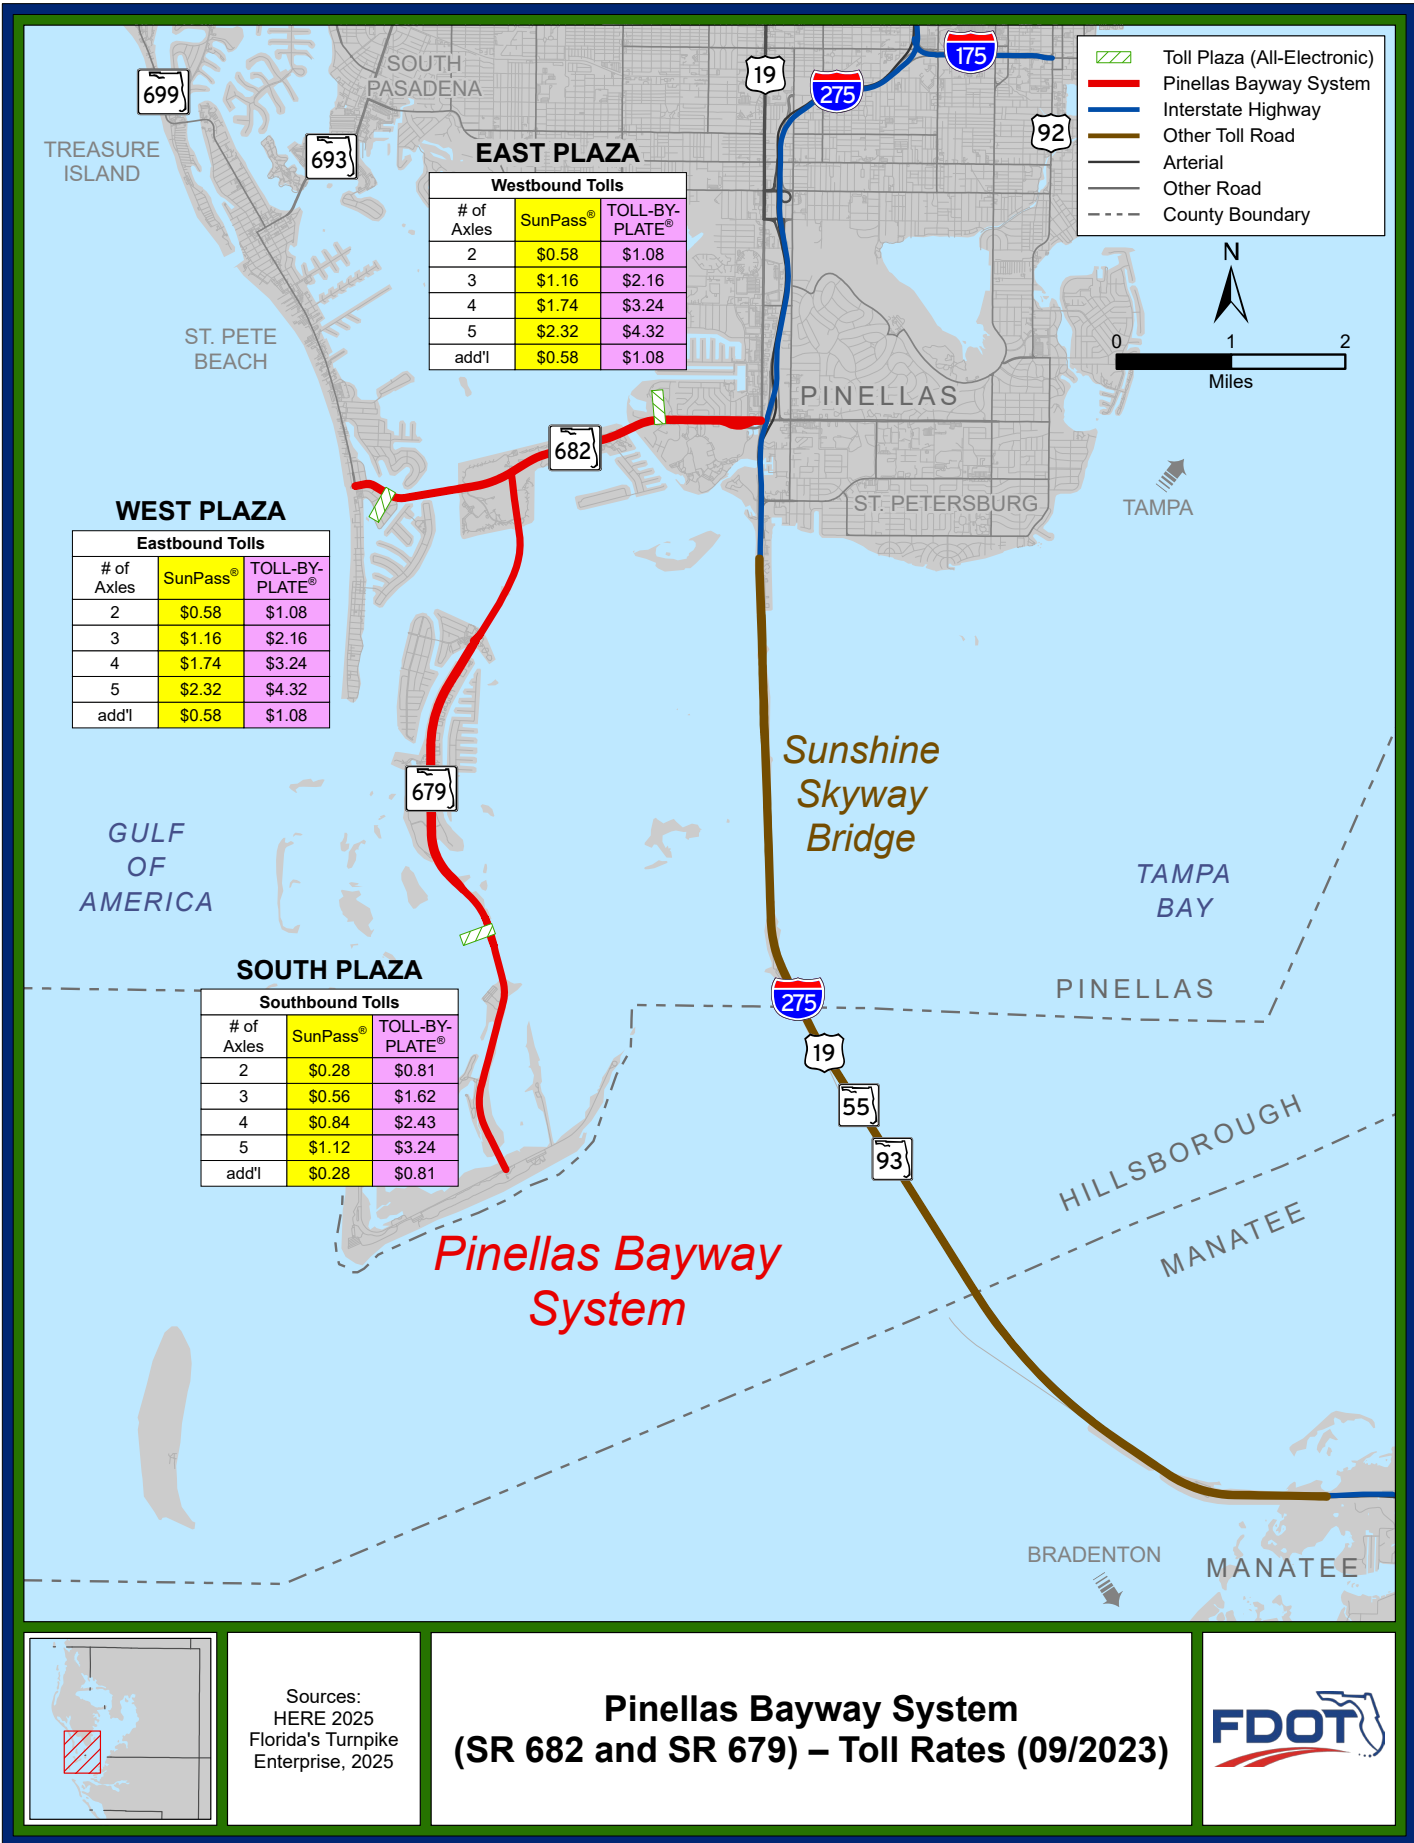 699
SOUTH
PASADENA
19
275
175
92
693
TREASURE
ISLAND
Toll Plaza (All-Electronic)
Pinellas Bayway System
Interstate Highway
Other Toll Road
Arterial
Other Road
County Boundary
N
0 1 2
Miles
EAST PLAZA
Westbound Tolls
# of Axles SunPass® TOLL-BY-PLATE®
2 $0.58 $1.08
3 $1.16 $2.16
4 $1.74 $3.24
5 $2.32 $4.32
add'l $0.58 $1.08
ST. PETE
BEACH
PINELLAS
682
ST. PETERSBURG
TAMPA
WEST PLAZA
Eastbound Tolls
# of Axles SunPass® TOLL-BY-PLATE®
2 $0.58 $1.08
3 $1.16 $2.16
4 $1.74 $3.24
5 $2.32 $4.32
add'l $0.58 $1.08
679
Sunshine
Skyway
Bridge
GULF
OF
AMERICA
TAMPA
BAY
SOUTH PLAZA
Southbound Tolls
# of Axles SunPass® TOLL-BY-PLATE®
2 $0.28 $0.81
3 $0.56 $1.62
4 $0.84 $2.43
5 $1.12 $3.24
add'l $0.28 $0.81
275
PINELLAS
19
55
93
HILLSBOROUGH
MANATEE
Pinellas Bayway
System
BRADENTON
MANATEE
Sources:
HERE 2025
Florida's Turnpike
Enterprise, 2025
Pinellas Bayway System
(SR 682 and SR 679) – Toll Rates (09/2023)
FDOT